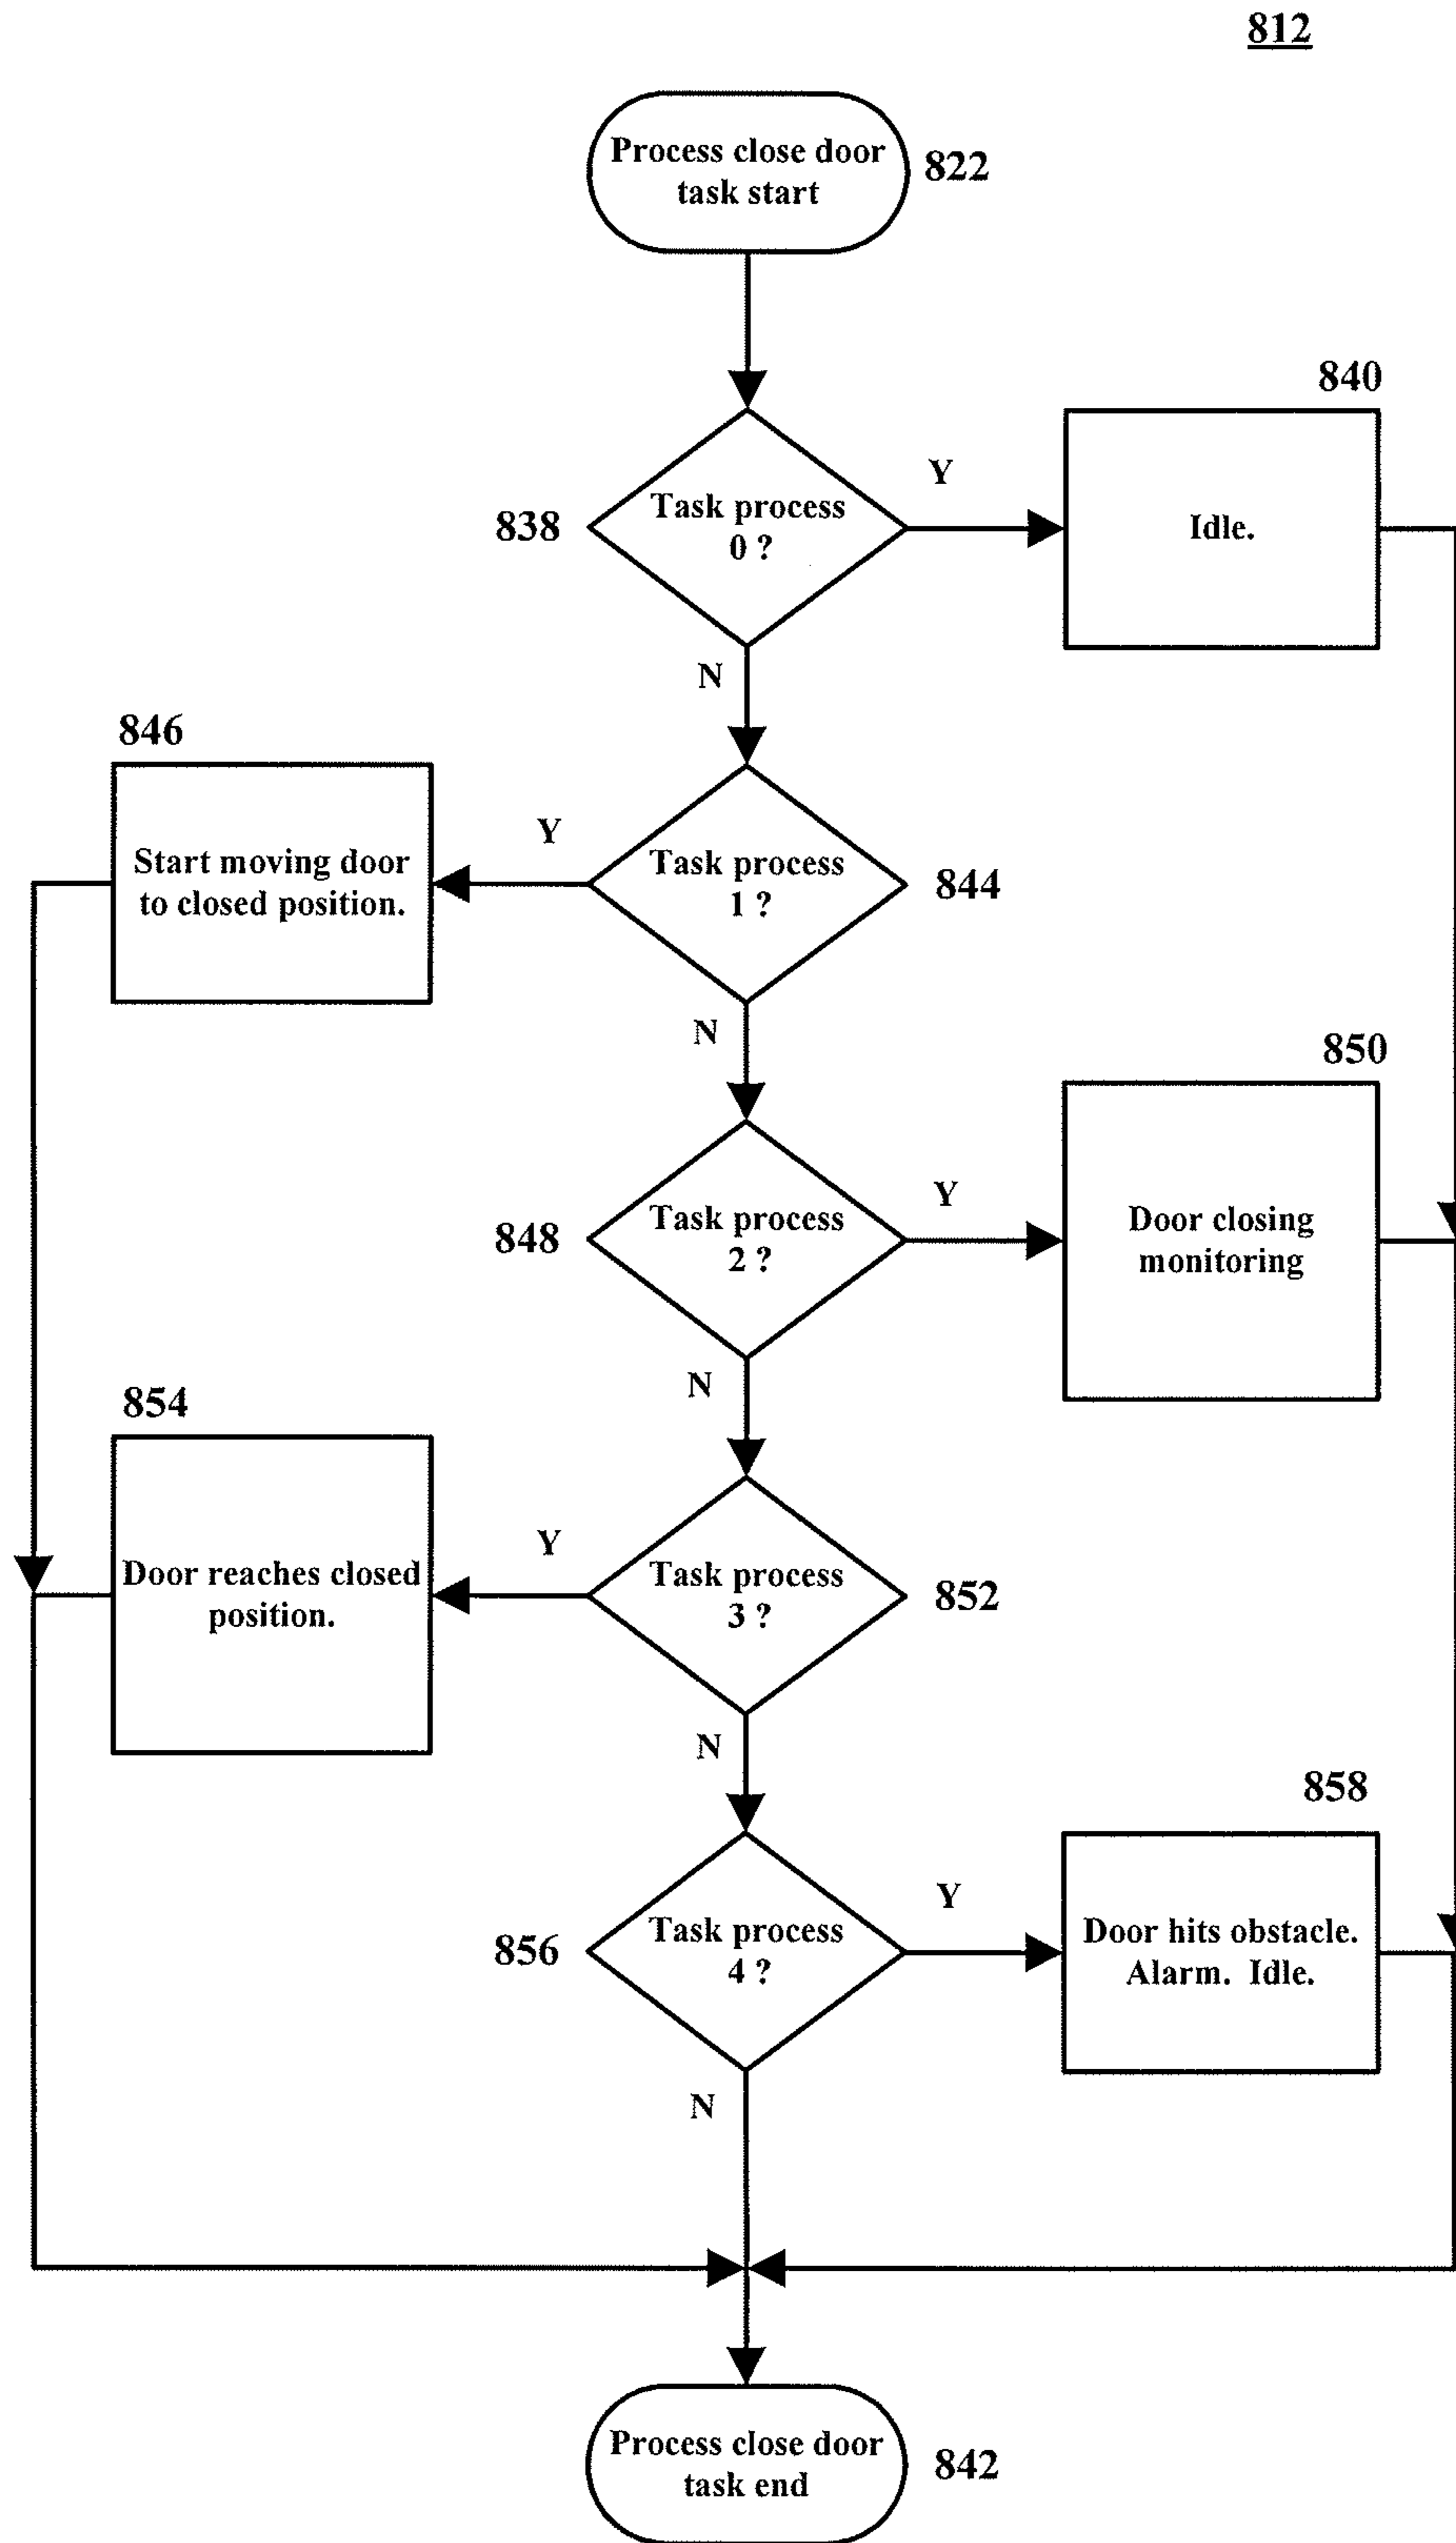 812
Process close door
task start
822
840
Task process
0 ?
838
Y
Idle.
N
846
Start moving door
to closed position.
Y
Task process
1 ?
844
N
850
848
Task process
2 ?
Y
Door closing
monitoring
N
854
Door reaches closed
position.
Y
Task process
3 ?
852
N
858
856
Task process
4 ?
Y
Door hits obstacle.
Alarm. Idle.
N
Process close door
task end
842